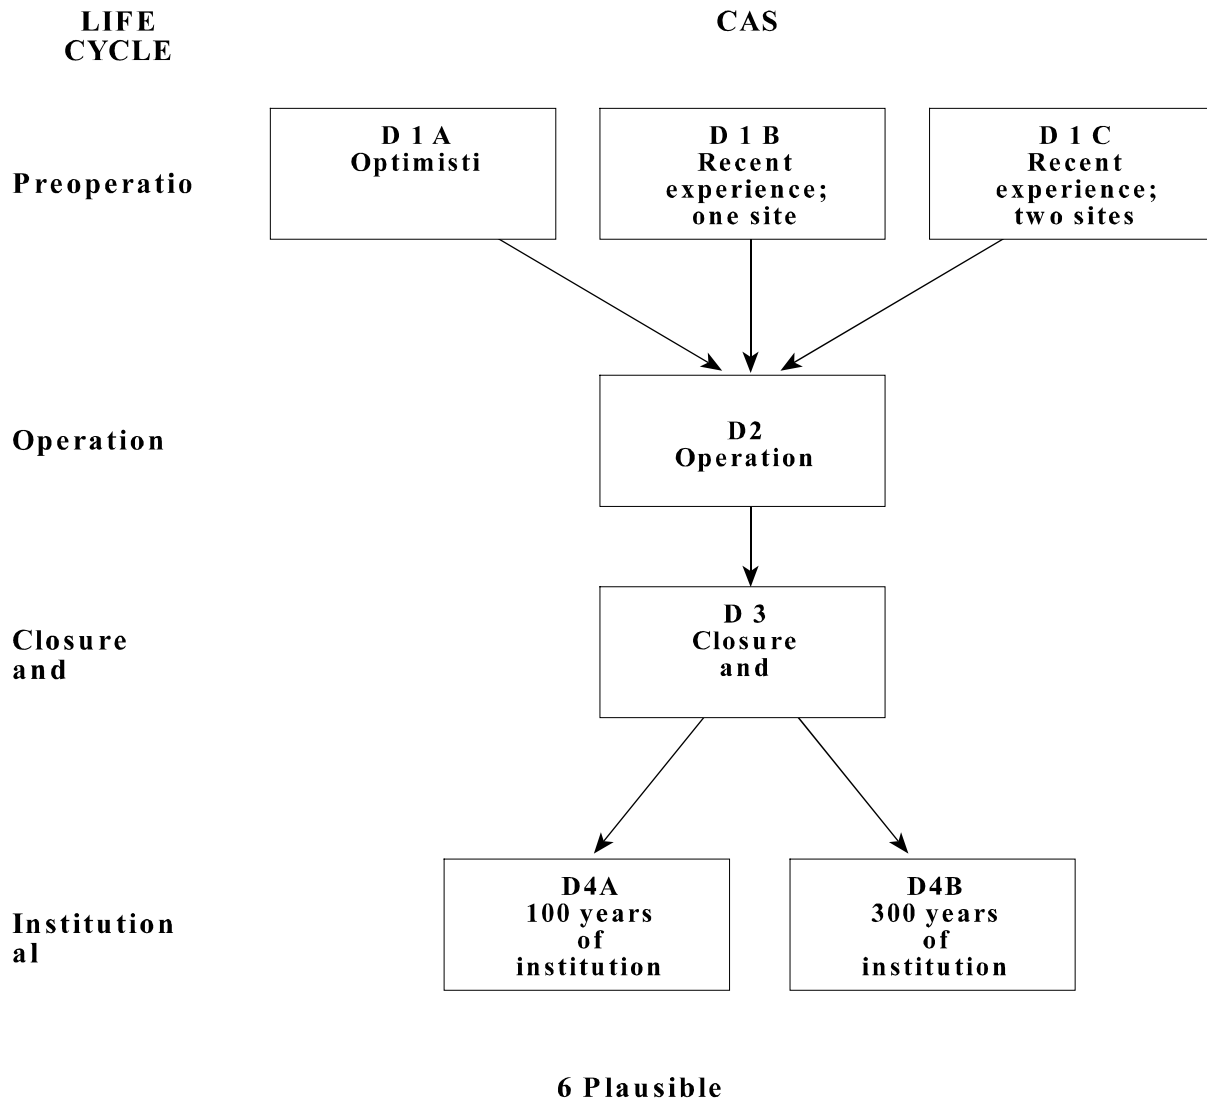 LIFE
CYCLE
CAS
Preoperatio
D 1 A
Optimisti
D 1 B
Recent
experience;
one site
D 1 C
Recent
experience;
two sites
Operation
D2
Operation
Closure
and
D 3
Closure
and
Institution
al
D4A
100 years
of
institution
D4B
300 years
of
institution
6 Plausible